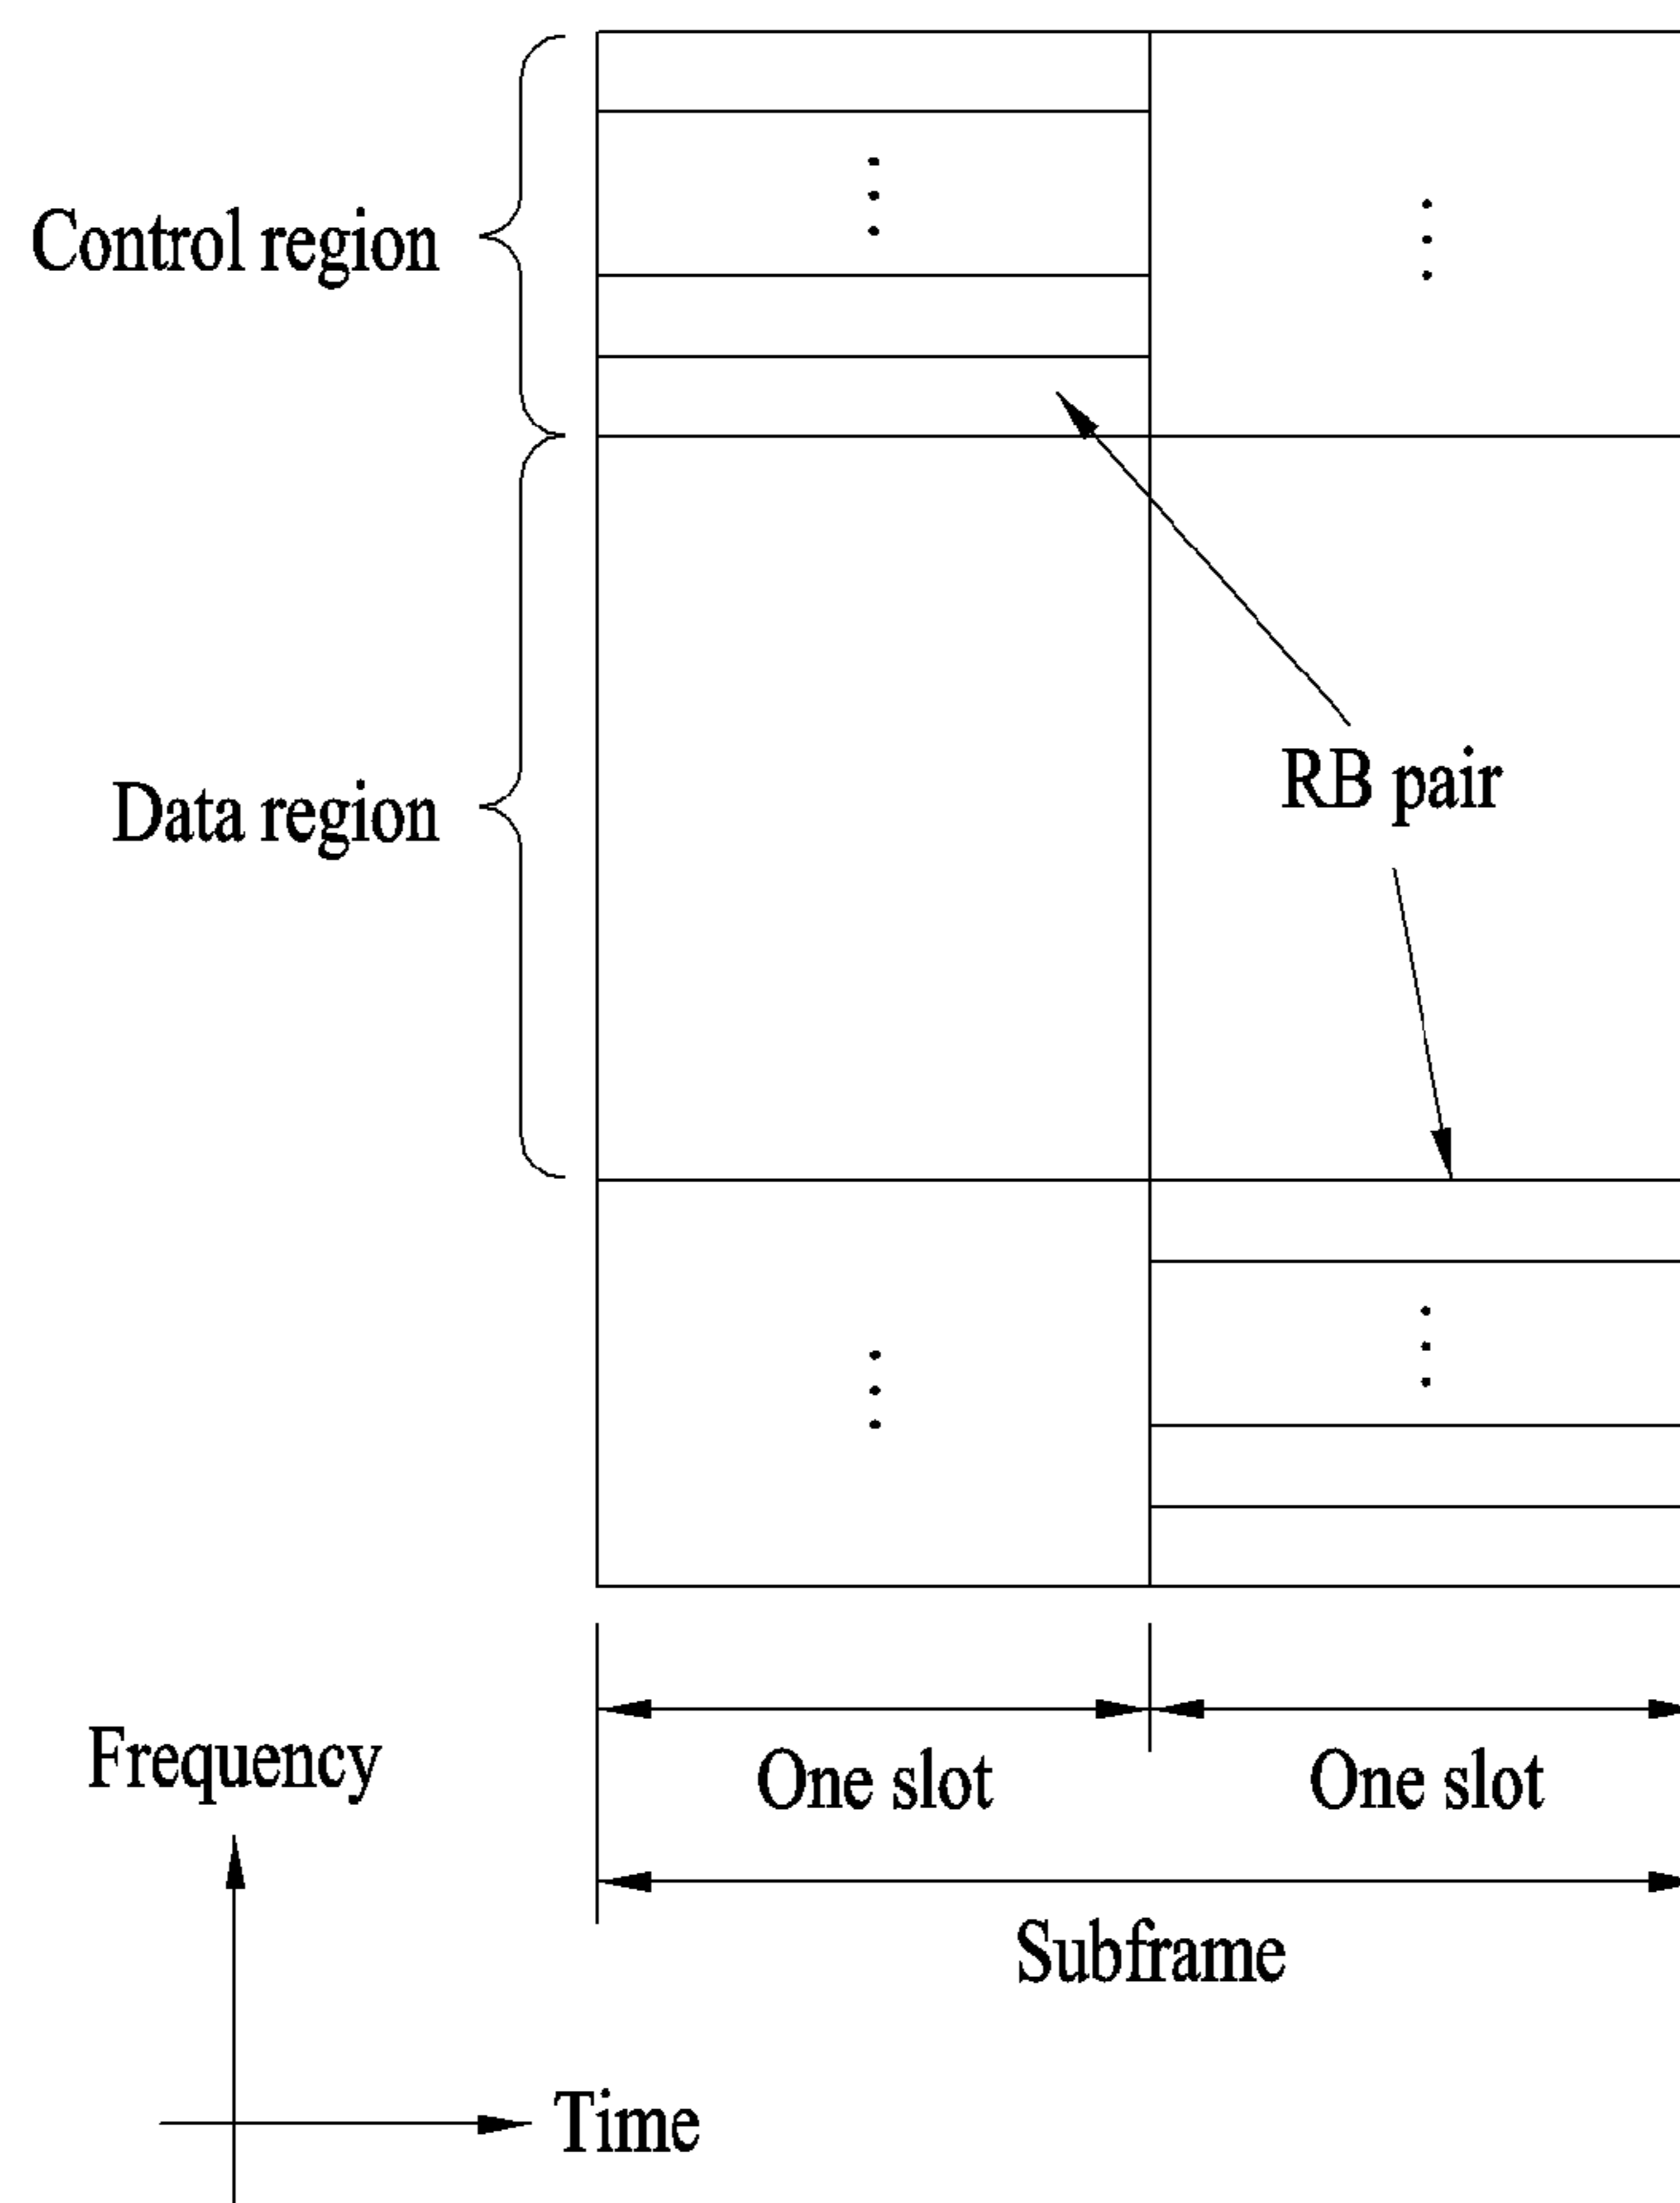 Control region
RB pair
Data region
One slot
One slot
Frequency
Subframe
Time